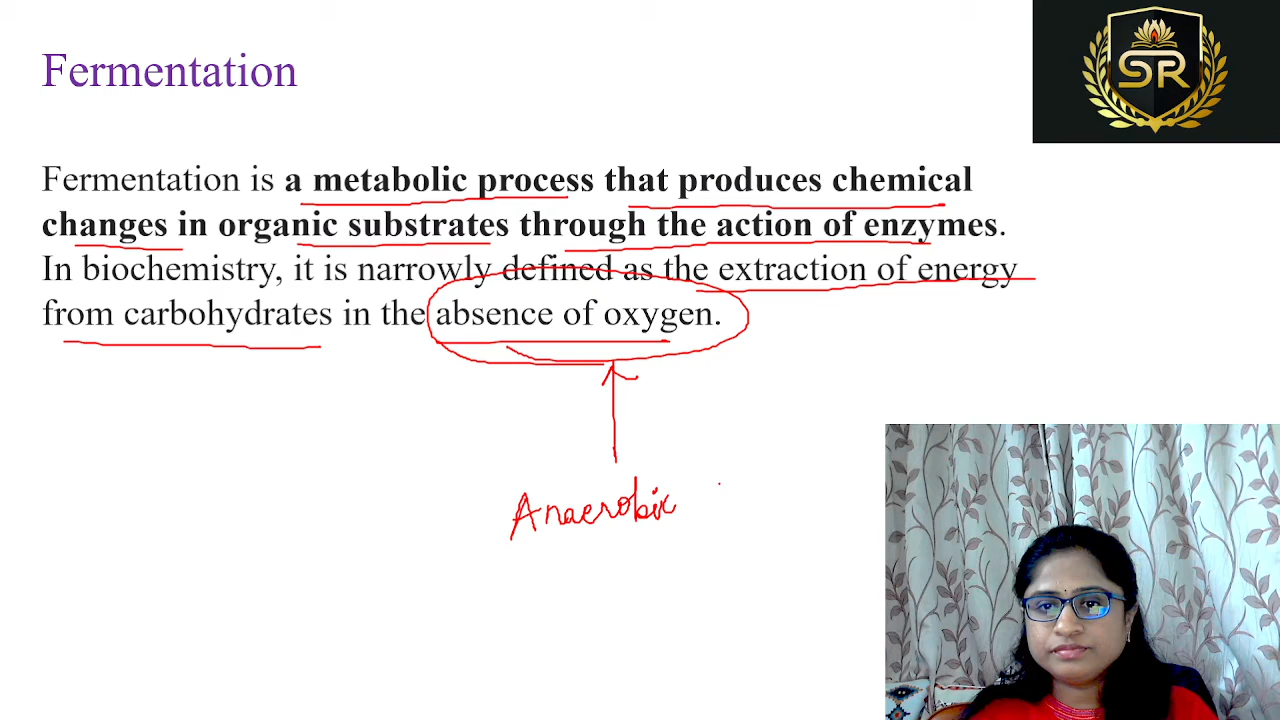 Fermentation
SR
Fermentation is a metabolic process that produces chemical
changes in organic substrates through the action of enzymes.
In biochemistry, it is narrowly defined as the extraction of energy
from carbohydrates in the absence of oxygen.
Anaerobic